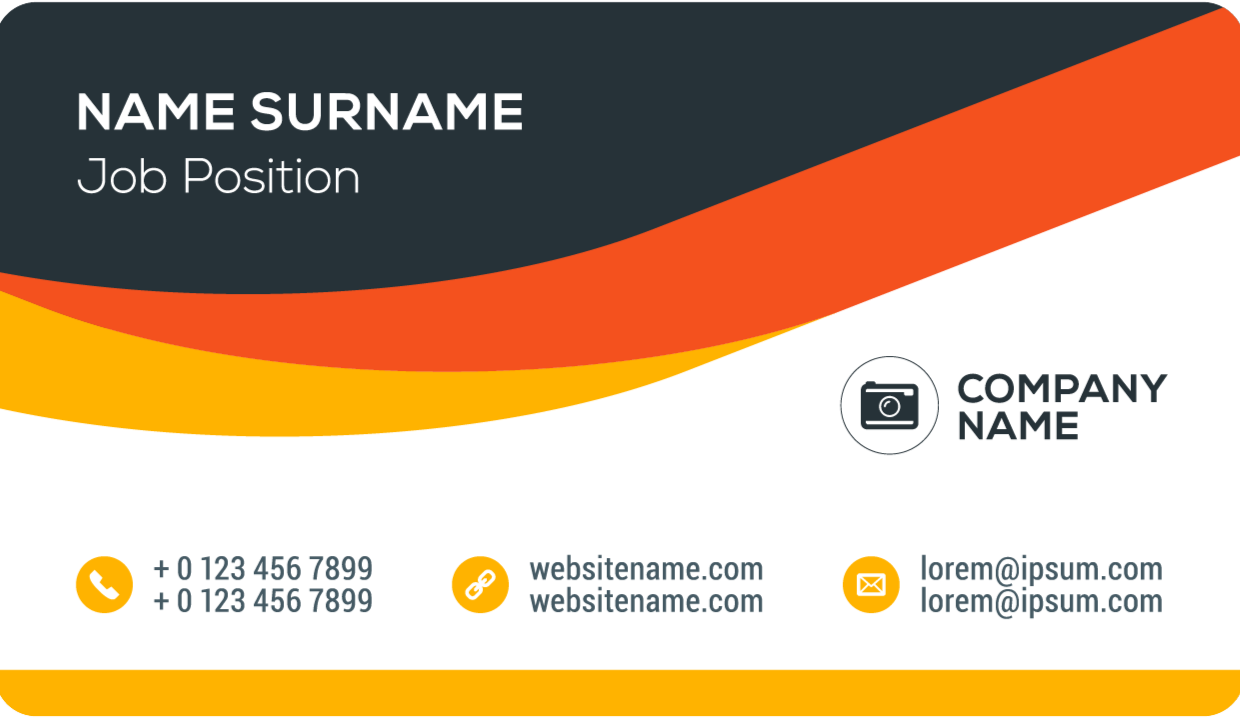 NAME SURNAME
Job Position
COMPANY
NAME
+ 0 123 456 7899
+ 0 123 456 7899
websitename.com
websitename.com
lorem@ipsum.com
lorem@ipsum.com